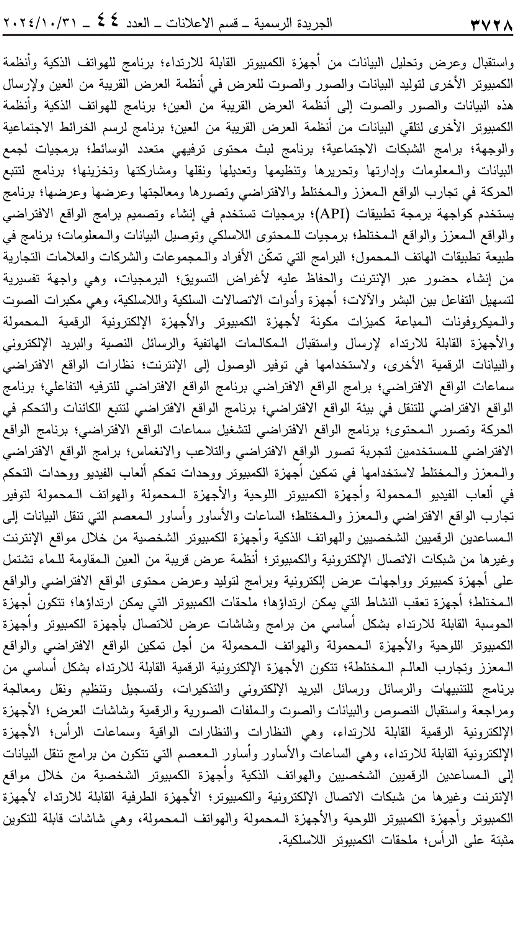 ٣٧٢٨ الجريدة الرسمية – قسم الاعلانات – العدد ٤٤ – ٢٠٢٤/١٠/٣١
واستقبال وعرض وتحليل البيانات من أجهزة الكمبيوتر القابلة للارتداء؛ برنامج للهواتف الذكية وأنظمة
الكمبيوتر الأخرى لتوليد البيانات والصور والصوت للعرض في أنظمة العرض القريبة من العين ولإرسال
هذه البيانات والصور والصوت إلى أنظمة العرض القريبة من العين؛ برنامج للهواتف الذكية وأنظمة
الكمبيوتر الأخرى لتلقي البيانات من أنظمة العرض القريبة من العين؛ برنامج لرسم الخرائط الاجتماعية
والوجهة؛ برامج الشبكات الاجتماعية؛ برنامج لبث محتوى ترفيهي متعدد الوسائط؛ برمجيات لجمع
البيانات والمعلومات وإدارتها وتحريرها وتنظيمها وتعديلها ونقلها ومشاركتها وتخزينها؛ برنامج لتتبع
الحركة في تجارب الواقع المعزز والمختلط والافتراضي وتصورها ومعالجتها وعرضها وعرضها؛ برنامج
يستخدم كواجهة برمجة تطبيقات (API)؛ برمجيات تستخدم في إنشاء وتصميم برامج الواقع الافتراضي
والواقع المعزز والواقع المختلط؛ برمجيات للمحتوى اللاسلكي وتوصيل البيانات والمعلومات؛ برنامج في
طبيعة تطبيقات الهاتف المحمول؛ البرامج التي تمكّن الأفراد والمجموعات والشركات والعلامات التجارية
من إنشاء حضور عبر الإنترنت والحفاظ عليه لأغراض التسويق؛ البرمجيات، وهي واجهة تفسيرية
لتسهيل التفاعل بين البشر والآلات؛ أجهزة وأدوات الاتصالات السلكية واللاسلكية، وهي مكبرات الصوت
والميكروفونات المباعة كميزات مكونة لأجهزة الكمبيوتر والأجهزة الإلكترونية الرقمية المحمولة
والأجهزة القابلة للارتداء لإرسال واستقبال المكالمات الهاتفية والرسائل النصية والبريد الإلكتروني
والبيانات الرقمية الأخرى، ولاستخدامها في توفير الوصول إلى الإنترنت؛ نظارات الواقع الافتراضي
سماعات الواقع الافتراضي؛ برامج الواقع الافتراضي برنامج الواقع الافتراضي للترفيه التفاعلي؛ برنامج
الواقع الافتراضي للتنقل في بيئة الواقع الافتراضي؛ برنامج الواقع الافتراضي لتتبع الكائنات والتحكم في
الحركة وتصور المحتوى؛ برنامج الواقع الافتراضي لتشغيل سماعات الواقع الافتراضي؛ برنامج الواقع
الافتراضي للمستخدمين لتجربة تصور الواقع الافتراضي والتلاعب والانغماس؛ برامج الواقع الافتراضي
والمعزز والمختلط لاستخدامها في تمكين أجهزة الكمبيوتر ووحدات تحكم ألعاب الفيديو ووحدات التحكم
في ألعاب الفيديو المحمولة وأجهزة الكمبيوتر اللوحية والأجهزة المحمولة والهواتف المحمولة لتوفير
تجارب الواقع الافتراضي والمعزز والمختلط؛ الساعات والأساور وأساور المعصم التي تنقل البيانات إلى
المساعدين الرقميين الشخصيين والهواتف الذكية وأجهزة الكمبيوتر الشخصية من خلال مواقع الإنترنت
وغيرها من شبكات الاتصال الإلكترونية والكمبيوتر؛ أنظمة عرض قريبة من العين المقاومة للماء تشتمل
على أجهزة كمبيوتر وواجهات عرض إلكترونية وبرامج لتوليد وعرض محتوى الواقع الافتراضي والواقع
المختلط؛ أجهزة تعقب النشاط التي يمكن ارتداؤها؛ ملحقات الكمبيوتر التي يمكن ارتداؤها؛ تتكون أجهزة
الحوسبة القابلة للارتداء بشكل أساسي من برامج وشاشات عرض للاتصال بأجهزة الكمبيوتر وأجهزة
الكمبيوتر اللوحية والأجهزة المحمولة والهواتف المحمولة من أجل تمكين الواقع الافتراضي والواقع
المعزز وتجارب العالم المختلطة؛ تتكون الأجهزة الإلكترونية الرقمية القابلة للارتداء بشكل أساسي من
برنامج للتنبيهات والرسائل ورسائل البريد الإلكتروني والتذكيرات، ولتسجيل وتنظيم ونقل ومعالجة
ومراجعة واستقبال النصوص والبيانات والصوت والملفات الصورية والرقمية وشاشات العرض؛ الأجهزة
الإلكترونية الرقمية القابلة للارتداء، وهي النظارات والنظارات الواقية وسماعات الرأس؛ الأجهزة
الإلكترونية القابلة للارتداء، وهي الساعات والأساور وأساور المعصم التي تتكون من برامج تنقل البيانات
إلى المساعدين الرقميين الشخصيين والهواتف الذكية وأجهزة الكمبيوتر الشخصية من خلال مواقع
الإنترنت وغيرها من شبكات الاتصال الإلكترونية والكمبيوتر؛ الأجهزة الطرفية القابلة للارتداء لأجهزة
الكمبيوتر وأجهزة الكمبيوتر اللوحية والأجهزة المحمولة والهواتف المحمولة، وهي شاشات قابلة للتكوين
مثبتة على الرأس؛ ملحقات الكمبيوتر اللاسلكية.